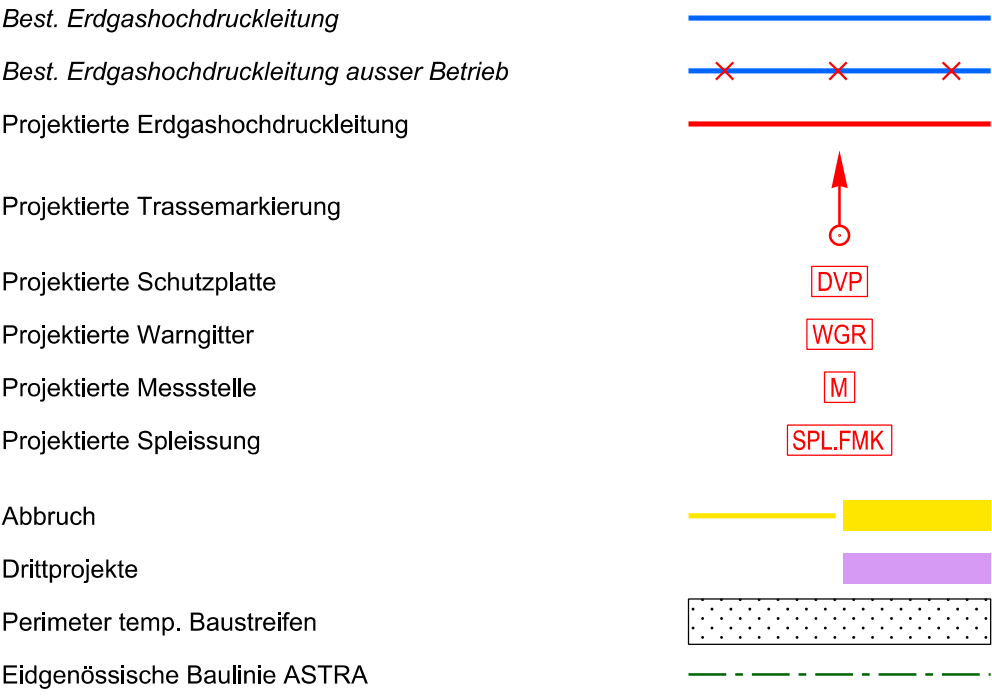 Best. Erdgashochdruckleitung
Best. Erdgashochdruckleitung ausser Betrieb
Projektierte Erdgashochdruckleitung
Projektierte Trassemarkierung
Projektierte Schutzplatte DVP
Projektierte Warngitter WGR
Projektierte Messstelle M
Projektierte Spleissung SPL.FMK
Abbruch
Drittprojekte
Perimeter temp. Baustreifen
Eidgenössische Baulinie ASTRA